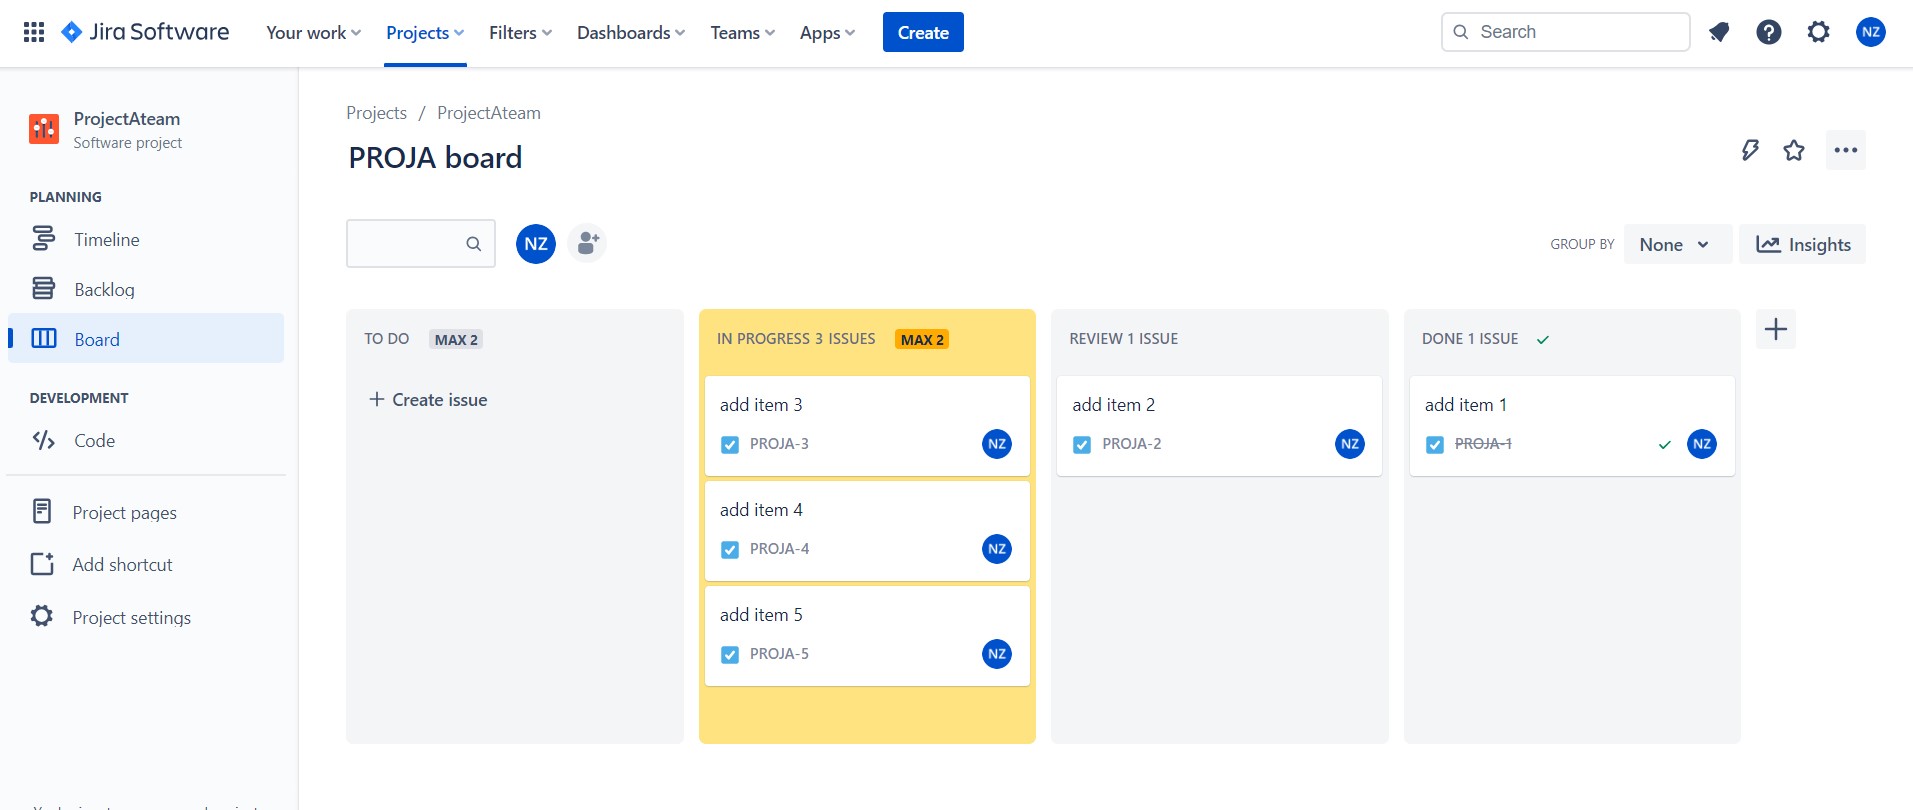 Jira Software
Your work
Projects
Filters
Dashboards
Teams
Apps
Create
Search
NZ
ProjectAteam
Software project
PLANNING
Timeline
Backlog
Board
DEVELOPMENT
Code
Project pages
Add shortcut
Project settings
Projects / ProjectAteam
PROJA board
NZ
GROUP BY
None
Insights
TO DO MAX 2
Create issue
IN PROGRESS 3 ISSUES MAX 2
add item 3
PROJA-3 NZ
add item 4
PROJA-4 NZ
add item 5
PROJA-5 NZ
REVIEW 1 ISSUE
add item 2
PROJA-2 NZ
DONE 1 ISSUE
add item 1
PROJA-1 NZ